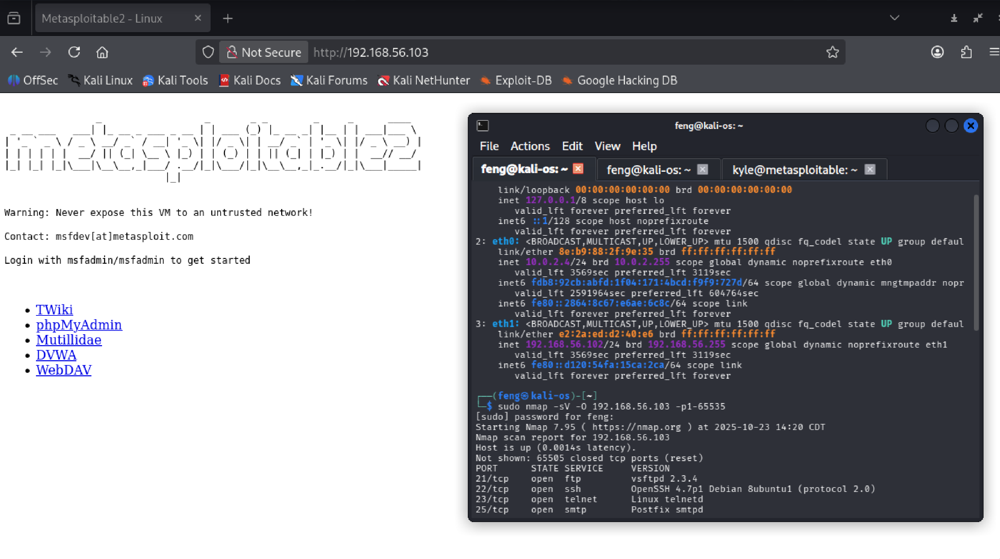 Metasploitable2 - Linux
Not Secure http://192.168.56.103
OffSec Kali Linux Kali Tools Kali Docs Kali Forums Kali NetHunter Exploit-DB Google Hacking DB
metasploitable2
Warning: Never expose this VM to an untrusted network!
Contact: msfdev[at]metasploit.com
Login with msfadmin/msfadmin to get started
TWiki
phpMyAdmin
Mutillidae
DVWA
WebDAV
feng@kali-os: ~
File Actions Edit View Help
feng@kali-os: ~ feng@kali-os: ~ kyle@metasploitable: ~
link/loopback 00:00:00:00:00:00 brd 00:00:00:00:00:00
inet 127.0.0.1/8 scope host lo
valid_lft forever preferred_lft forever
inet6 ::1/128 scope host noprefixroute
valid_lft forever preferred_lft forever
2: eth0: <BROADCAST,MULTICAST,UP,LOWER_UP> mtu 1500 qdisc fq_codel state UP group defaul
link/ether 8e:b9:88:2f:9e:35 brd ff:ff:ff:ff:ff:ff
inet 10.0.2.4/24 brd 10.0.2.255 scope global dynamic noprefixroute eth0
valid_lft 3569sec preferred_lft 3119sec
inet6 fdb8:92cb:abfd:1f04:171:4bcd:f9f9:727d/64 scope global dynamic mngtmpaddr nopr
valid_lft 2591964sec preferred_lft 604764sec
inet6 fe80::2864:8c67:e6ae:6c8c/64 scope link
valid_lft forever preferred_lft forever
3: eth1: <BROADCAST,MULTICAST,UP,LOWER_UP> mtu 1500 qdisc fq_codel state UP group defaul
link/ether e2:2a:ed:d2:40:e6 brd ff:ff:ff:ff:ff:ff
inet 192.168.56.102/24 brd 192.168.56.255 scope global dynamic noprefixroute eth1
valid_lft 3569sec preferred_lft 3119sec
inet6 fe80::d120:54fa:15ca:2ca/64 scope link
valid_lft forever preferred_lft forever
┌──(feng㉿kali-os)-[~]
└─$ sudo nmap -sV -O 192.168.56.103 -p1-65535
[sudo] password for feng:
Starting Nmap 7.95 ( https://nmap.org ) at 2025-10-23 14:20 CDT
Nmap scan report for 192.168.56.103
Host is up (0.0014s latency).
Not shown: 65505 closed tcp ports (reset)
PORT STATE SERVICE VERSION
21/tcp open ftp vsftpd 2.3.4
22/tcp open ssh OpenSSH 4.7p1 Debian 8ubuntu1 (protocol 2.0)
23/tcp open telnet Linux telnetd
25/tcp open smtp Postfix smtpd